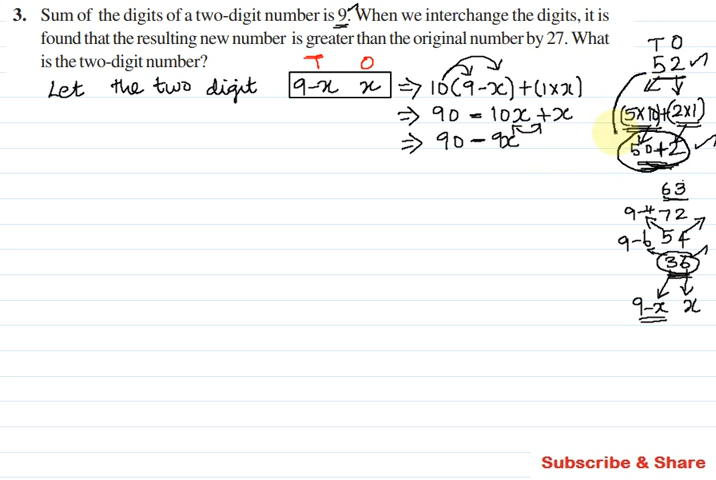 3. Sum of the digits of a two-digit number is 9. When we interchange the digits, it is
found that the resulting new number is greater than the original number by 27. What
is the two-digit number?
T O
Let the two digit 9-x x ⇒ 10(9-x)+(1×x)
⇒ 90 - 10x + x
⇒ 90 - 9x
T O
52
(5×10)+(2×1)
50+2
63
72
54
36
9-x x
Subscribe & Share